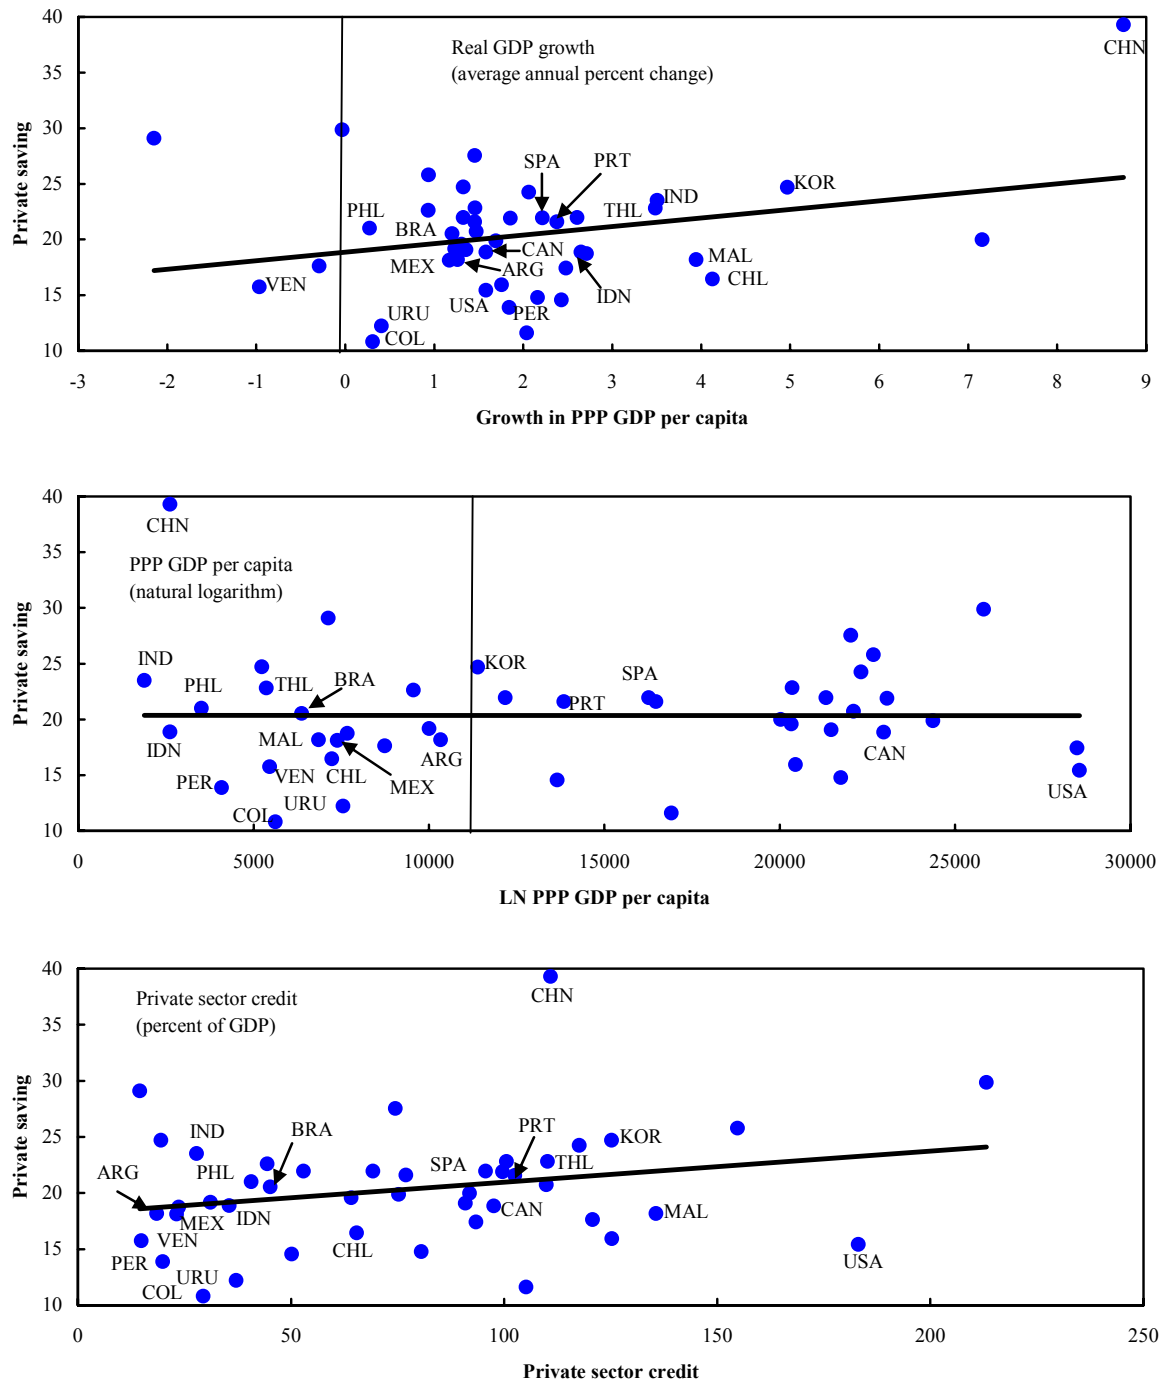 40
35
30
25
20
15
10
Private saving
Real GDP growth
(average annual percent change)
CHN
SPA
PRT
KOR
IND
THL
PHL
BRA
CAN
MAL
MEX
ARG
CHL
VEN
IDN
USA
PER
URU
COL
-3 -2 -1 0 1 2 3 4 5 6 7 8 9
Growth in PPP GDP per capita
40
35
30
25
20
15
10
Private saving
CHN
PPP GDP per capita
(natural logarithm)
IND
PHL
THL
BRA
KOR
SPA
PRT
IDN
MAL
ARG
CAN
PER
VEN
CHL
MEX
USA
COL
URU
0 5000 10000 15000 20000 25000 30000
LN PPP GDP per capita
40
35
30
25
20
15
10
Private saving
Private sector credit
(percent of GDP)
CHN
IND
BRA
PRT
KOR
ARG
PHL
SPA
THL
MEX
IDN
CAN
MAL
VEN
PER
CHL
USA
URU
COL
0 50 100 150 200 250
Private sector credit